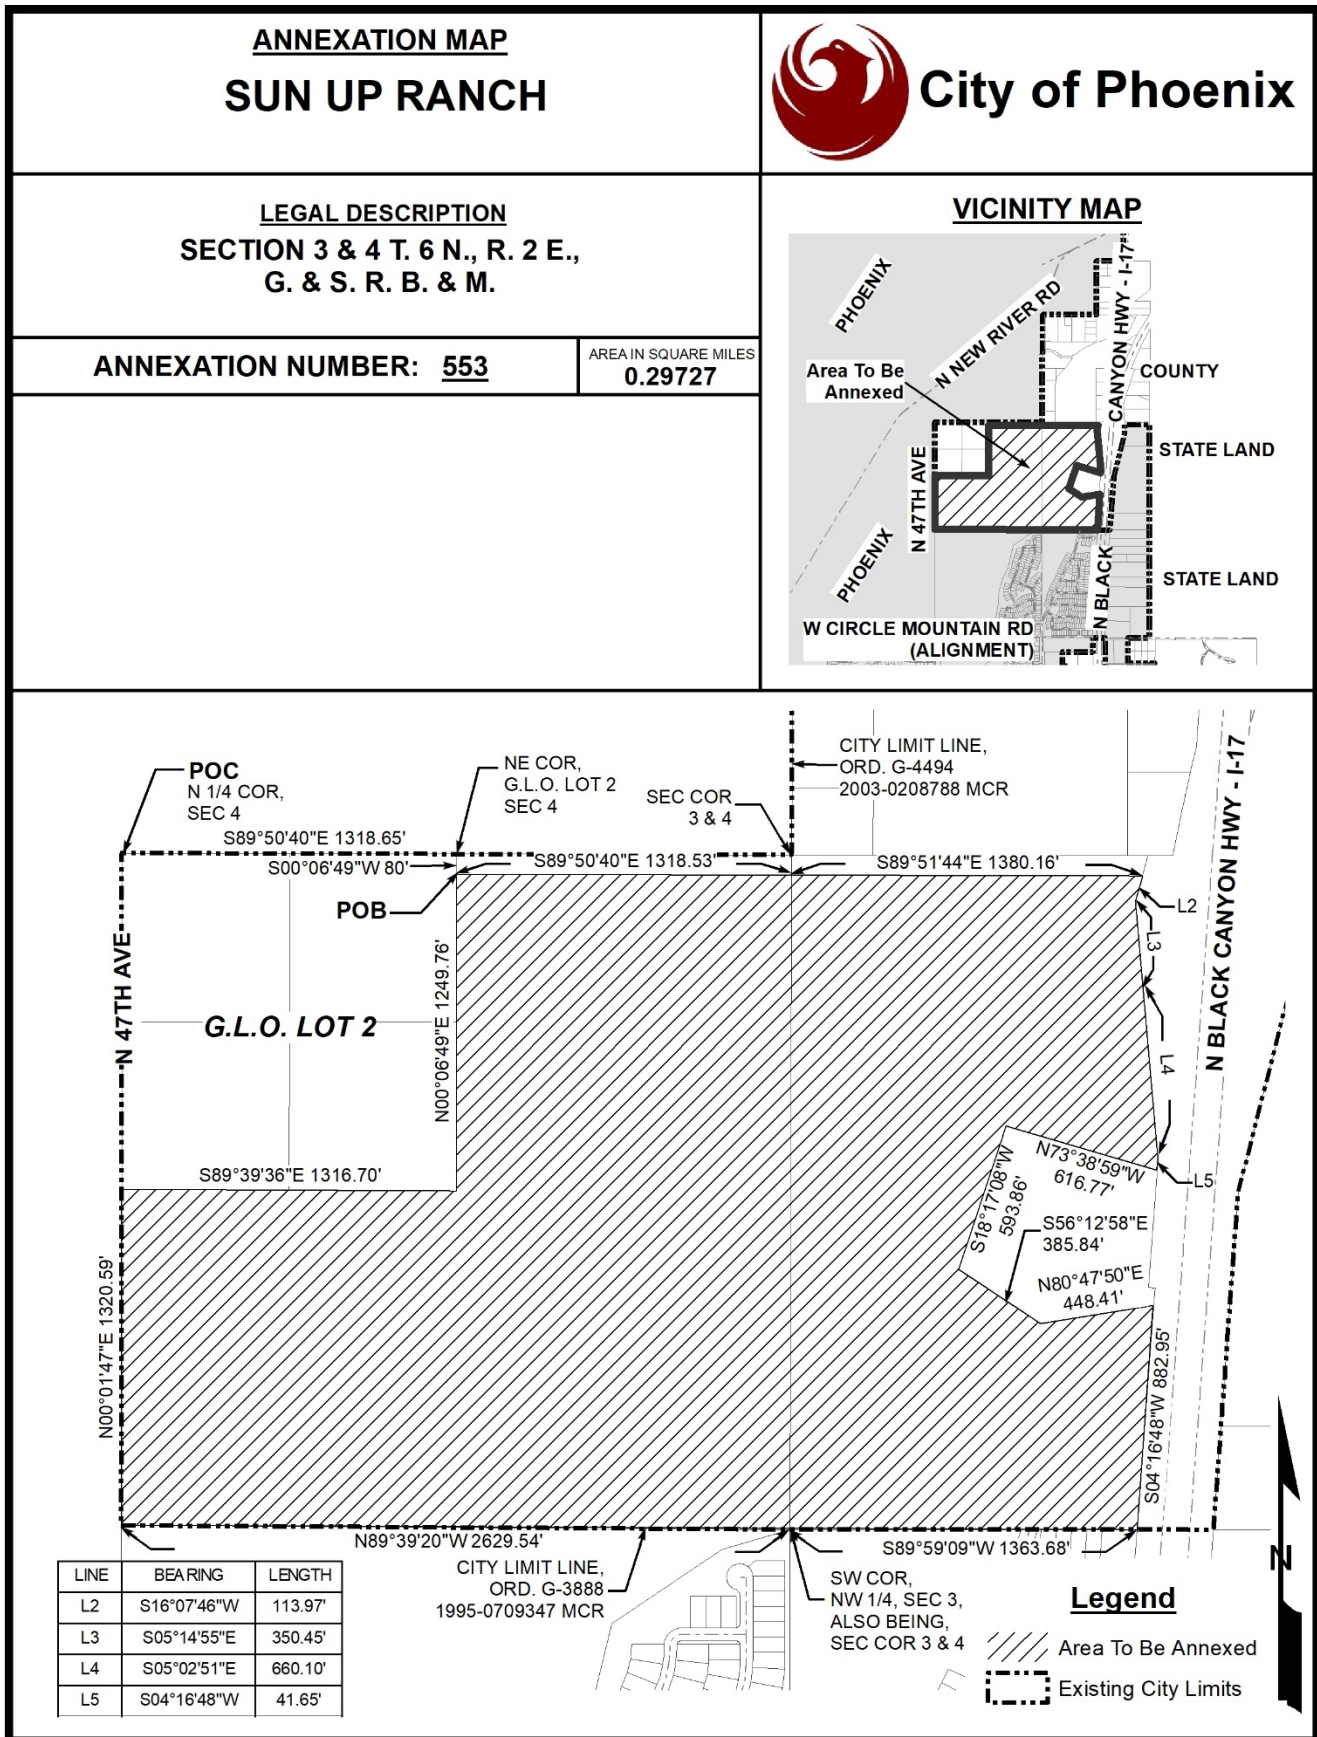 ANNEXATION MAP
SUN UP RANCH
City of Phoenix
LEGAL DESCRIPTION
SECTION 3 & 4 T. 6 N., R. 2 E.,
G. & S. R. B. & M.
ANNEXATION NUMBER: 553
AREA IN SQUARE MILES
0.29727
VICINITY MAP
PHOENIX
N NEW RIVER RD
CANYON HWY - I-17
COUNTY
Area To Be
Annexed
STATE LAND
N 47TH AVE
PHOENIX
N BLACK
STATE LAND
W CIRCLE MOUNTAIN RD
(ALIGNMENT)
POC
N 1/4 COR,
SEC 4
NE COR,
G.L.O. LOT 2
SEC 4
SEC COR
3 & 4
CITY LIMIT LINE,
ORD. G-4494
2003-0208788 MCR
S89°50'40"E 1318.65'
S00°06'49"W 80'
S89°50'40"E 1318.53'
S89°51'44"E 1380.16'
POB
L2
L3
L4
L5
N 47TH AVE
G.L.O. LOT 2
N00°06'49"E 1249.76'
N BLACK CANYON HWY - I-17
S89°39'36"E 1316.70'
N73°38'59"W
616.77'
S18°17'08"W
593.86'
S56°12'58"E
385.84'
N80°47'50"E
448.41'
N00°01'47"E 1320.59'
S04°16'48"W 882.95'
N89°39'20"W 2629.54'
S89°59'09"W 1363.68'
CITY LIMIT LINE,
ORD. G-3888
1995-0709347 MCR
SW COR,
NW 1/4, SEC 3,
ALSO BEING,
SEC COR 3 & 4
LINE BEARING LENGTH
L2 S16°07'46"W 113.97'
L3 S05°14'55"E 350.45'
L4 S05°02'51"E 660.10'
L5 S04°16'48"W 41.65'
Legend
Area To Be Annexed
Existing City Limits
N